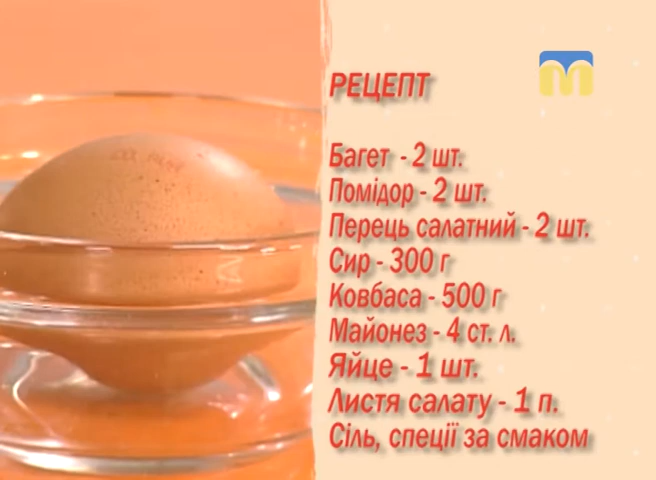 РЕЦЕПТ
Багет - 2 шт.
Помідор - 2 шт.
Перець салатний - 2 шт.
Сир - 300 г
Ковбаса - 500 г
Майонез - 4 ст. л.
Яйце - 1 шт.
Листя салату - 1 п.
Сіль, спеції за смаком